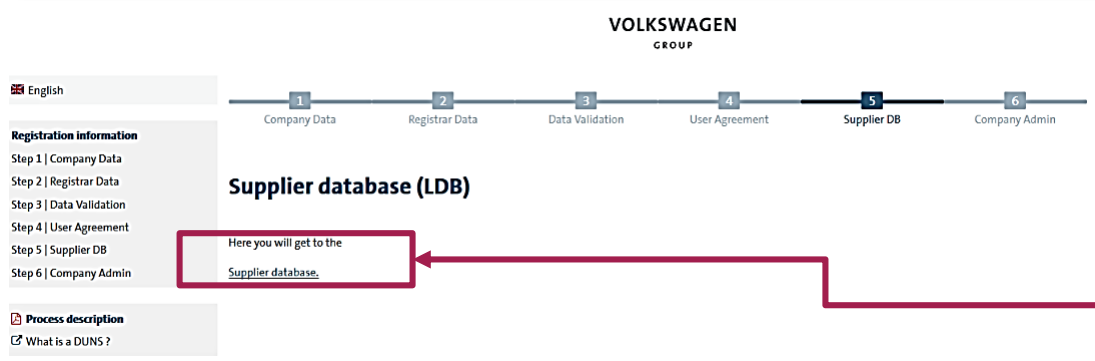 VOLKSWAGEN
GROUP
English
1 2 3 4 5 6
Company Data Registrar Data Data Validation User Agreement Supplier DB Company Admin
Registration information
Step 1 | Company Data
Step 2 | Registrar Data
Step 3 | Data Validation
Step 4 | User Agreement
Step 5 | Supplier DB
Step 6 | Company Admin
Process description
What is a DUNS ?
Supplier database (LDB)
Here you will get to the
Supplier database.